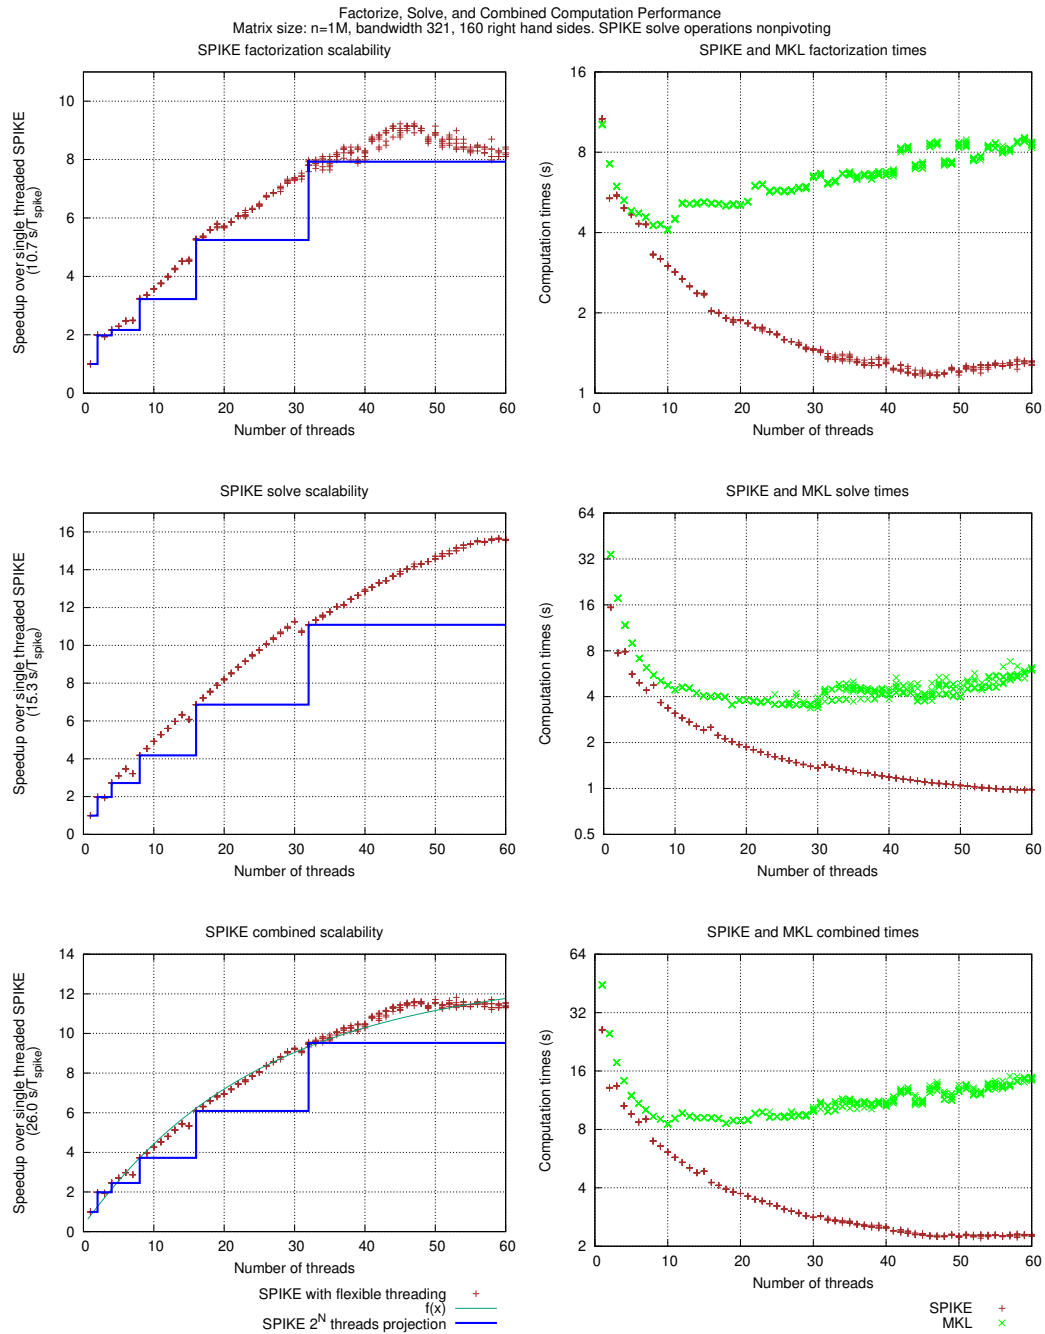 Factorize, Solve, and Combined Computation Performance
Matrix size: n=1M, bandwidth 321, 160 right hand sides. SPIKE solve operations nonpivoting
SPIKE factorization scalability
Speedup over single threaded SPIKE
(10.7 s/T_spike)
10
8
6
4
2
0
0 10 20 30 40 50 60
Number of threads
SPIKE and MKL factorization times
Computation times (s)
16
8
4
2
1
0 10 20 30 40 50 60
Number of threads
SPIKE solve scalability
Speedup over single threaded SPIKE
(15.3 s/T_spike)
16
14
12
10
8
6
4
2
0
0 10 20 30 40 50 60
Number of threads
SPIKE and MKL solve times
Computation times (s)
64
32
16
8
4
2
1
0.5
0 10 20 30 40 50 60
Number of threads
SPIKE combined scalability
Speedup over single threaded SPIKE
(26.0 s/T_spike)
14
12
10
8
6
4
2
0
0 10 20 30 40 50 60
Number of threads
SPIKE with flexible threading
f(x)
SPIKE 2^N threads projection
SPIKE and MKL combined times
Computation times (s)
64
32
16
8
4
2
0 10 20 30 40 50 60
Number of threads
SPIKE
MKL